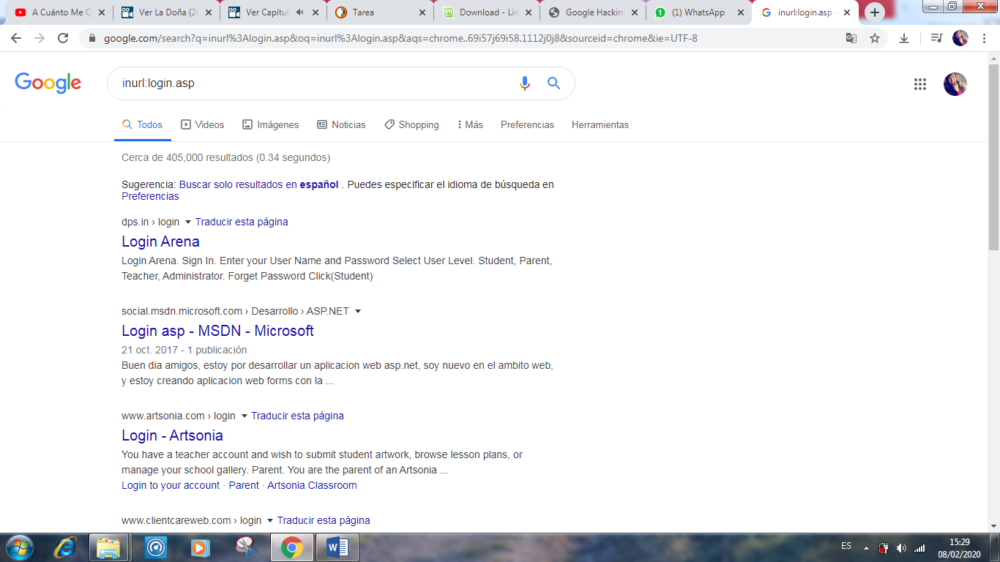 A Cuánto Me Q
Ver La Doña (20
Ver Capítulo
Tarea
Download - Lin
Google Hacking
(1) WhatsApp
inurl:login.asp -
google.com/search?q=inurl%3Alogin.asp&oq=inurl%3Alogin.asp&aqs=chrome..69i57j69i58.1112j0j8&sourceid=chrome&ie=UTF-8
Google
inurl:login.asp
Todos
Videos
Imágenes
Noticias
Shopping
Más
Preferencias
Herramientas
Cerca de 405,000 resultados (0.34 segundos)
Sugerencia: Buscar solo resultados en español . Puedes especificar el idioma de búsqueda en
Preferencias
dps.in › login Traducir esta página
Login Arena
Login Arena. Sign In. Enter your User Name and Password Select User Level. Student, Parent,
Teacher, Administrator. Forget Password Click(Student)
social.msdn.microsoft.com › Desarrollo › ASP.NET
Login asp - MSDN - Microsoft
21 oct. 2017 - 1 publicación
Buen dia amigos, estoy por desarrollar un aplicacion web asp.net, soy nuevo en el ambito web,
y estoy creando aplicacion web forms con la ...
www.artsonia.com › login Traducir esta página
Login - Artsonia
You have a teacher account and wish to submit student artwork, browse lesson plans, or
manage your school gallery. Parent. You are the parent of an Artsonia ...
Login to your account · Parent · Artsonia Classroom
www.clientcareweb.com › login Traducir esta página
ES
15:29
08/02/2020